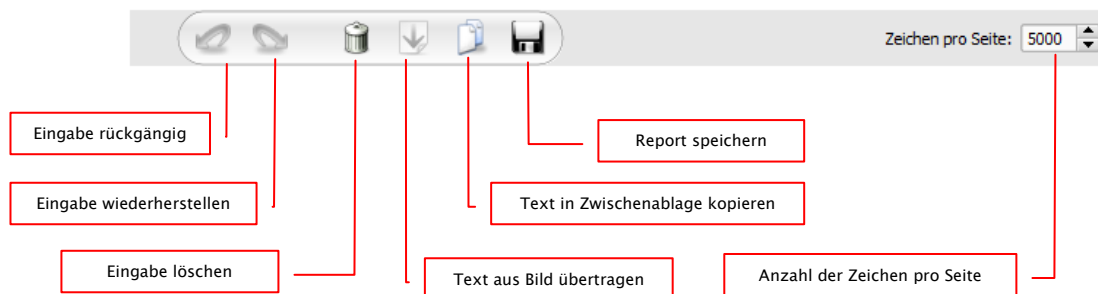 Zeichen pro Seite: 5000
Eingabe rückgängig
Report speichern
Eingabe wiederherstellen
Text in Zwischenablage kopieren
Eingabe löschen
Text aus Bild übertragen
Anzahl der Zeichen pro Seite